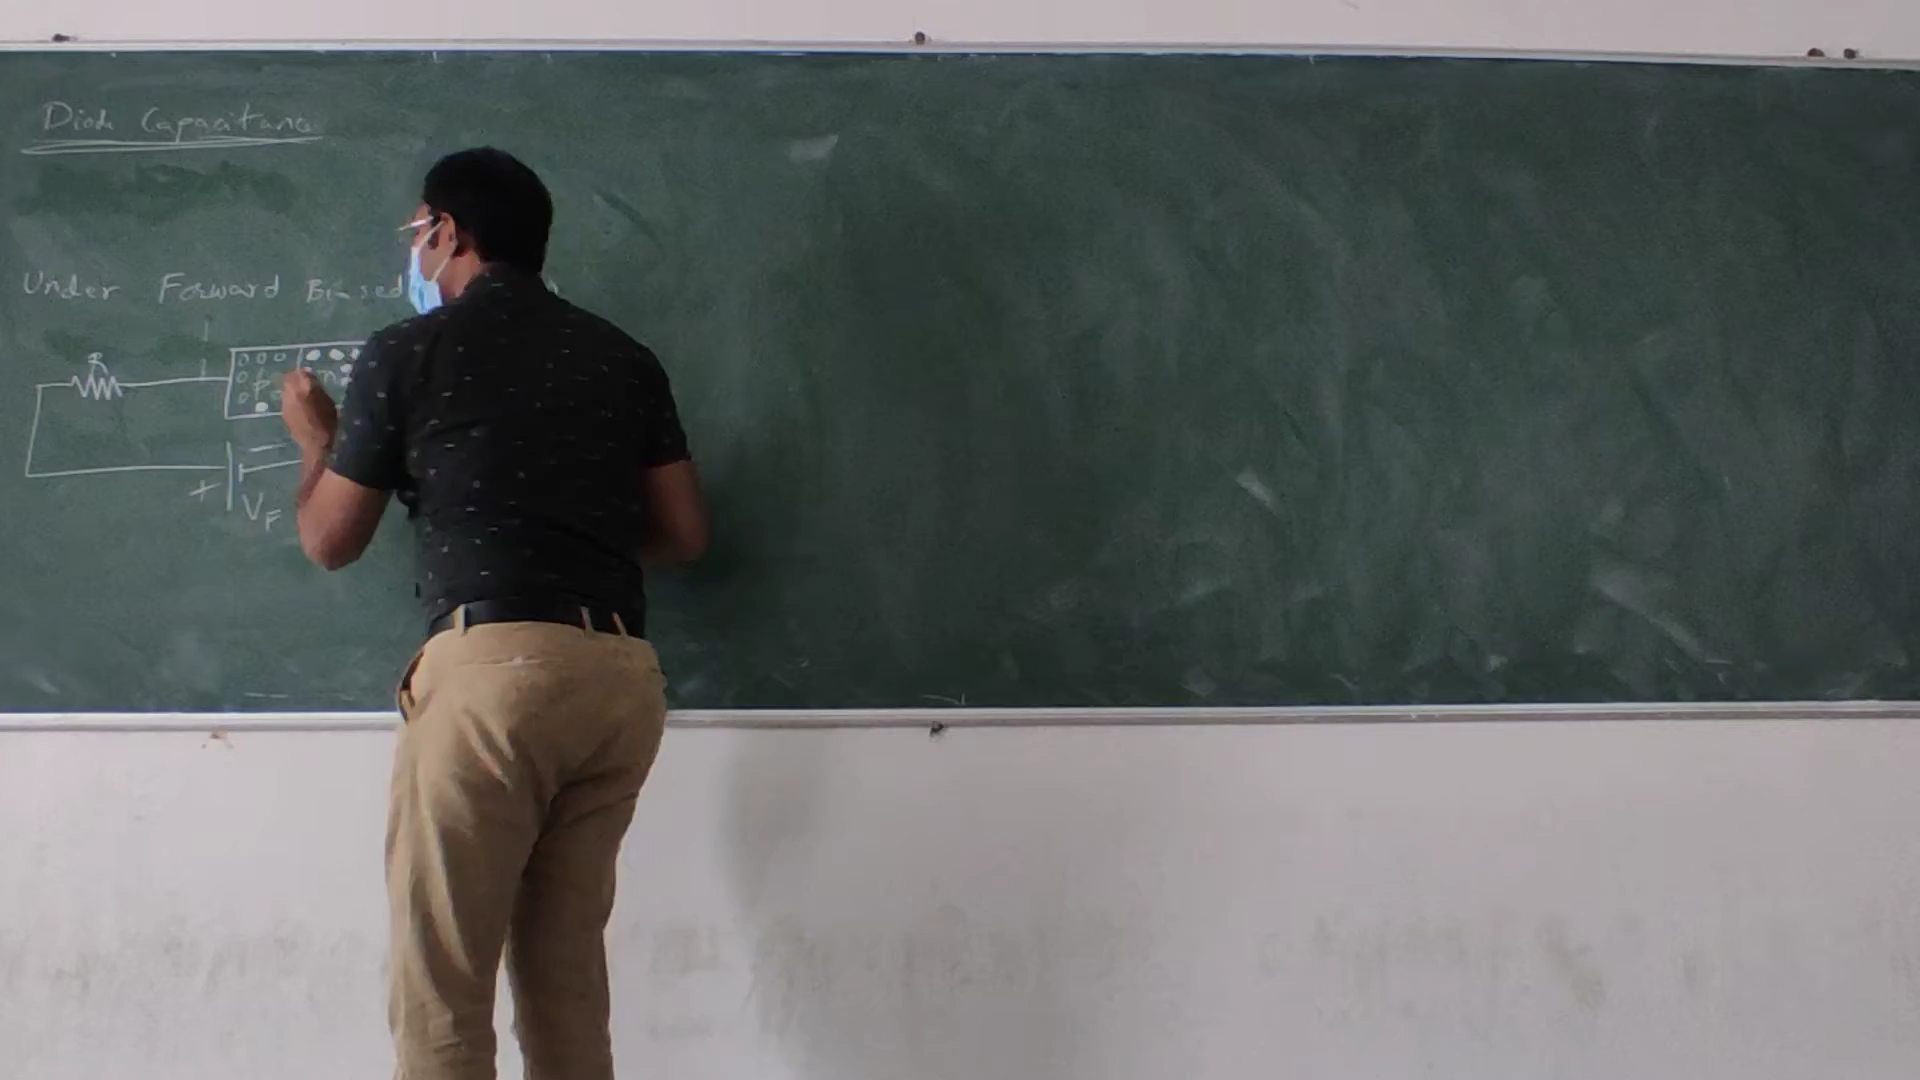 Diode Capacitance
Under Forward Biased
R
p n
+
V_F